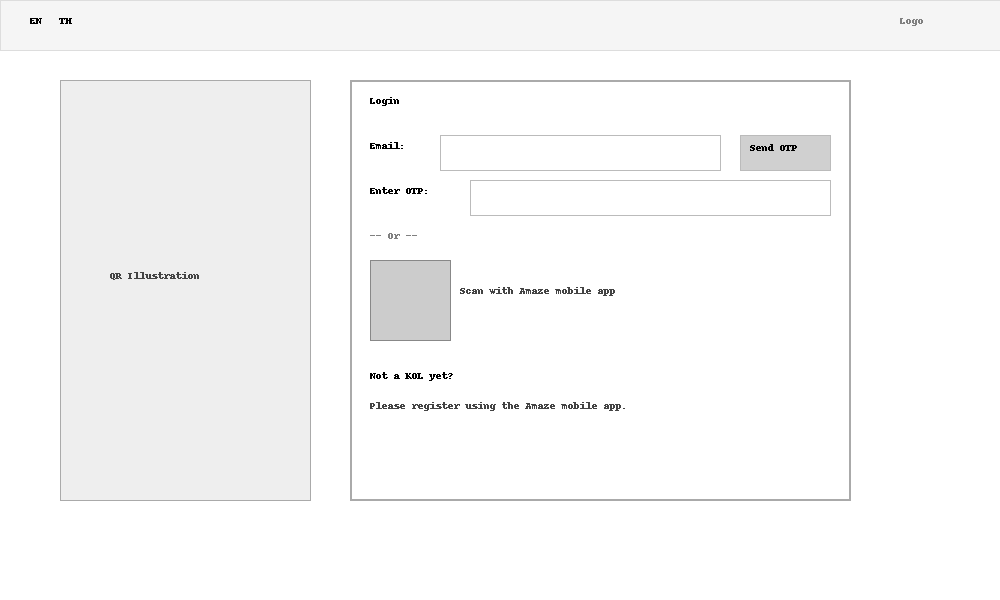 EN TH Logo
QR Illustration
Login
Email: Send OTP
Enter OTP:
-- Or --
Scan with Amaze mobile app
Not a KOL yet?
Please register using the Amaze mobile app.